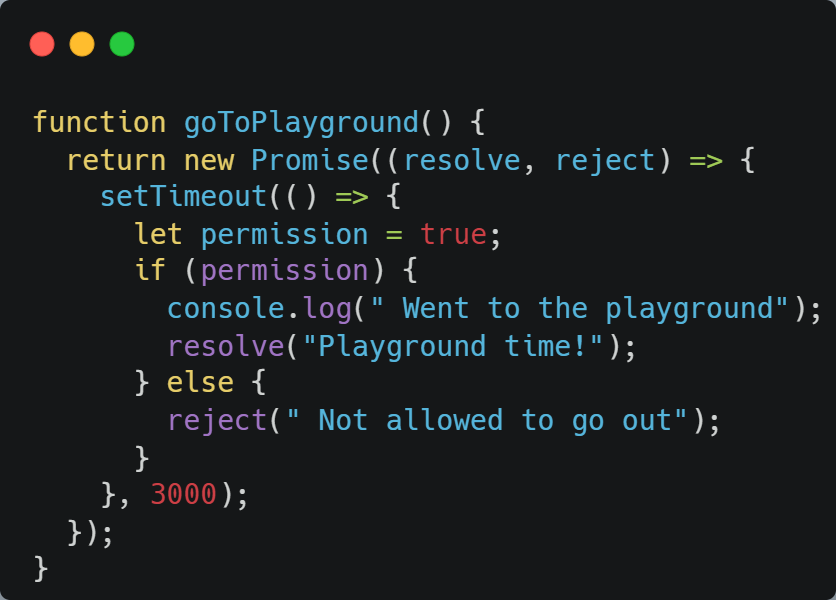 function goToPlayground() {
  return new Promise((resolve, reject) => {
    setTimeout(() => {
      let permission = true;
      if (permission) {
        console.log(" Went to the playground");
        resolve("Playground time!");
      } else {
        reject(" Not allowed to go out");
      }
    }, 3000);
  });
}